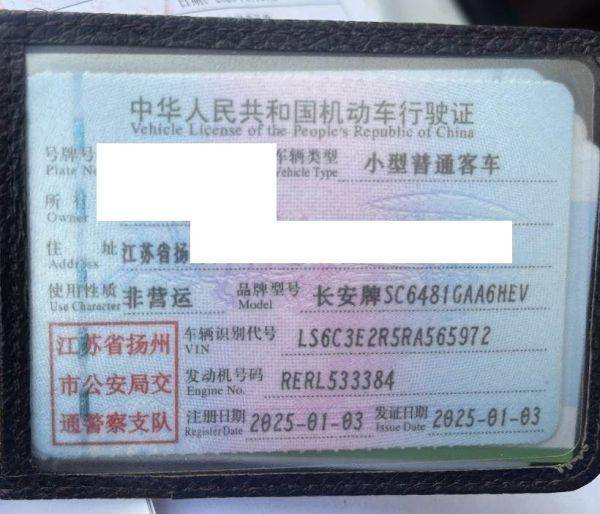 中华人民共和国机动车行驶证
Vehicle License of the People's Republic of China
号牌号 车辆类型 小型普通客车
Plate No Vehicle Type
所有
Owner
住 址 江苏省扬
Address
使用性质 非营运 品牌型号 长安牌SC6481GAA6HEV
Use Character Model
江苏省扬州
市公安局交
通警察支队
车辆识别代号 LS6C3E2R5RA565972
VIN
发动机号码 RERL533384
Engine No.
注册日期 2025-01-03 发证日期 2025-01-03
Register Date Issue Date